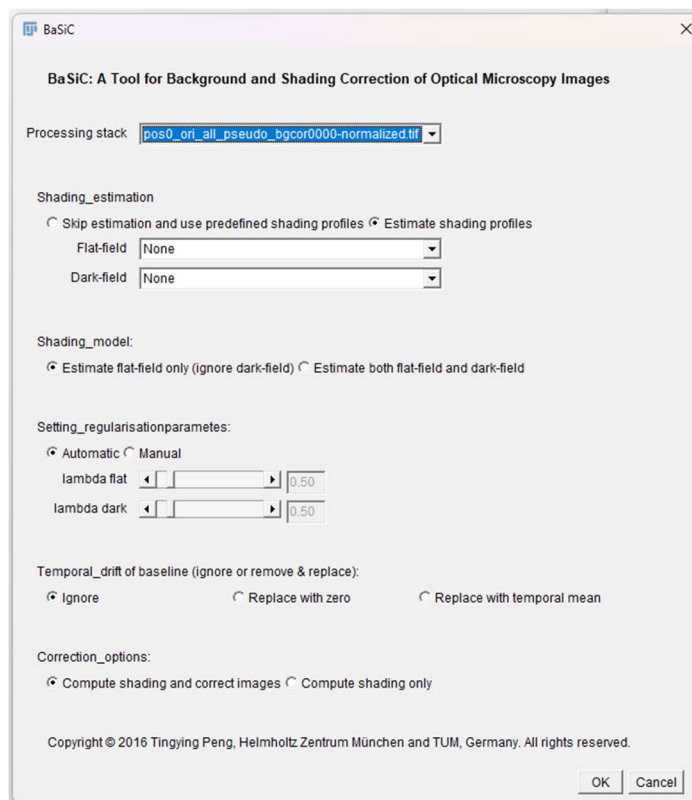 BaSiC
BaSiC: A Tool for Background and Shading Correction of Optical Microscopy Images
Processing stack pos0_ori_all_pseudo_bgcor0000-normalized.tif
Shading_estimation
Skip estimation and use predefined shading profiles Estimate shading profiles
Flat-field None
Dark-field None
Shading_model:
Estimate flat-field only (ignore dark-field) Estimate both flat-field and dark-field
Setting_regularisationparametes:
Automatic Manual
lambda flat 0.50
lambda dark 0.50
Temporal_drift of baseline (ignore or remove & replace):
Ignore Replace with zero Replace with temporal mean
Correction_options:
Compute shading and correct images Compute shading only
Copyright © 2016 Tingying Peng, Helmholtz Zentrum München and TUM, Germany. All rights reserved.
OK Cancel